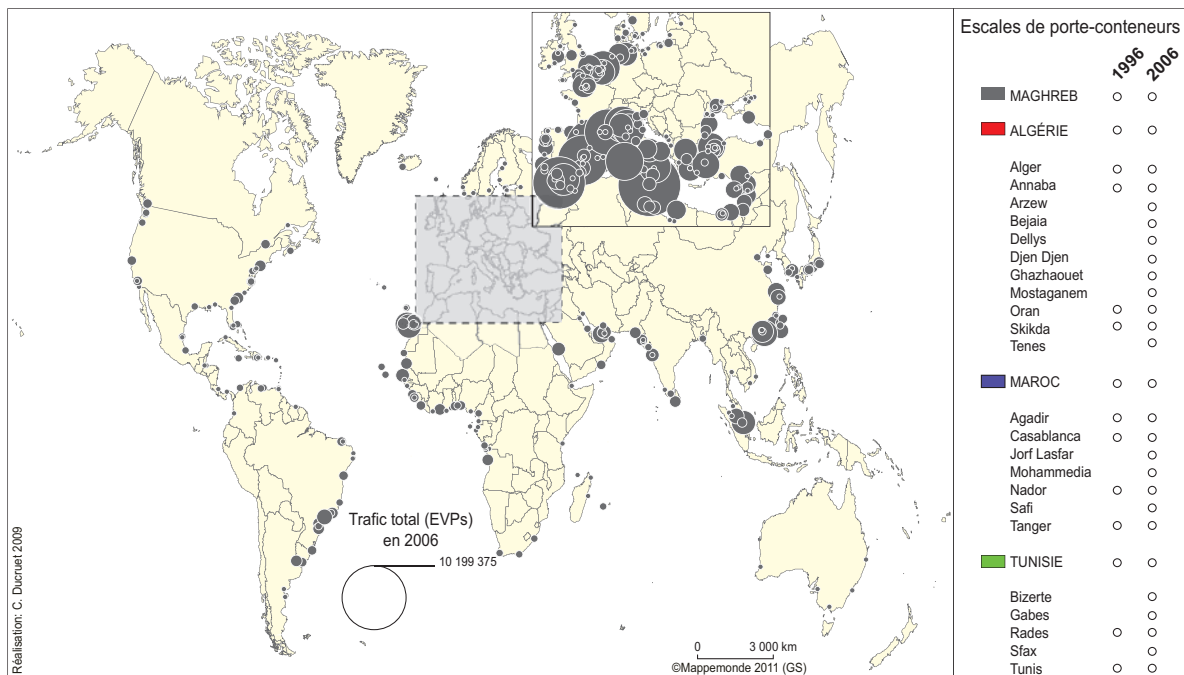 Escales de porte-conteneurs
1996
2006
MAGHREB
ALGÉRIE
Alger
Annaba
Arzew
Bejaia
Dellys
Djen Djen
Ghazhaouet
Mostaganem
Oran
Skikda
Tenes
MAROC
Agadir
Casablanca
Jorf Lasfar
Mohammedia
Nador
Safi
Tanger
TUNISIE
Bizerte
Gabes
Rades
Sfax
Tunis
Trafic total (EVPs)
en 2006
10 199 375
0 3 000 km
©Mappemonde 2011 (GS)
Réalisation: C. Ducruet 2009